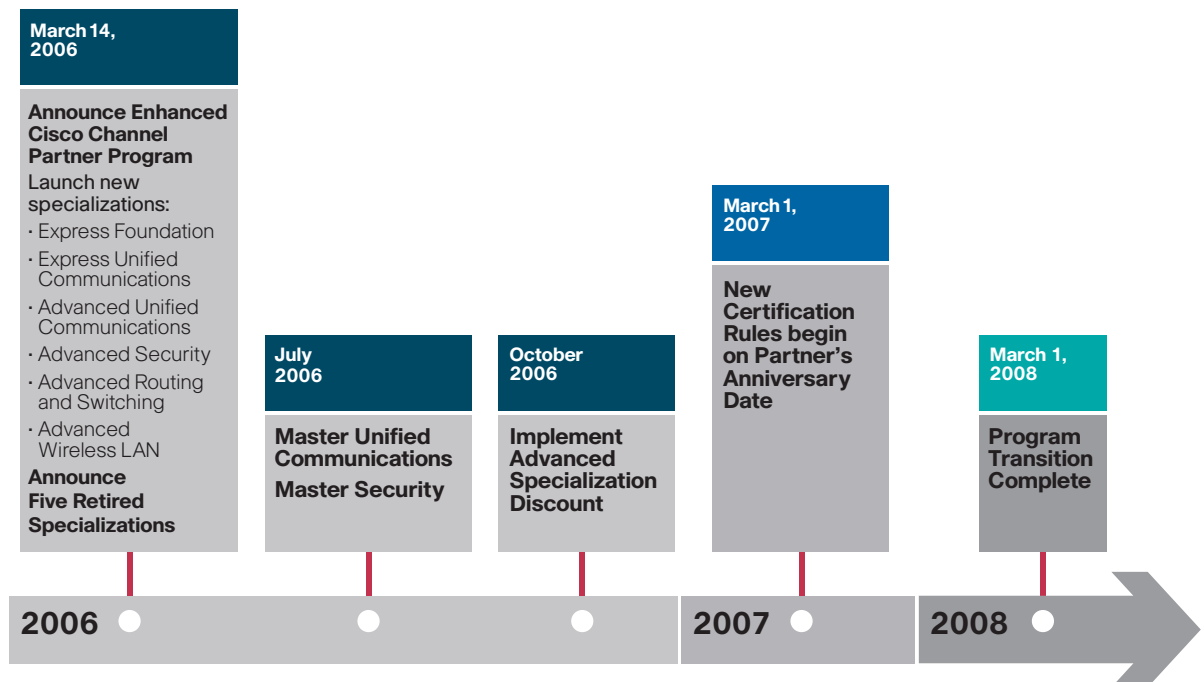 March 14,
2006
Announce Enhanced
Cisco Channel
Partner Program
Launch new
specializations:
· Express Foundation
· Express Unified
Communications
· Advanced Unified
Communications
· Advanced Security
· Advanced Routing
and Switching
· Advanced
Wireless LAN
Announce
Five Retired
Specializations
July
2006
Master Unified
Communications
Master Security
October
2006
Implement
Advanced
Specialization
Discount
March 1,
2007
New
Certification
Rules begin
on Partner's
Anniversary
Date
March 1,
2008
Program
Transition
Complete
2006
2007
2008